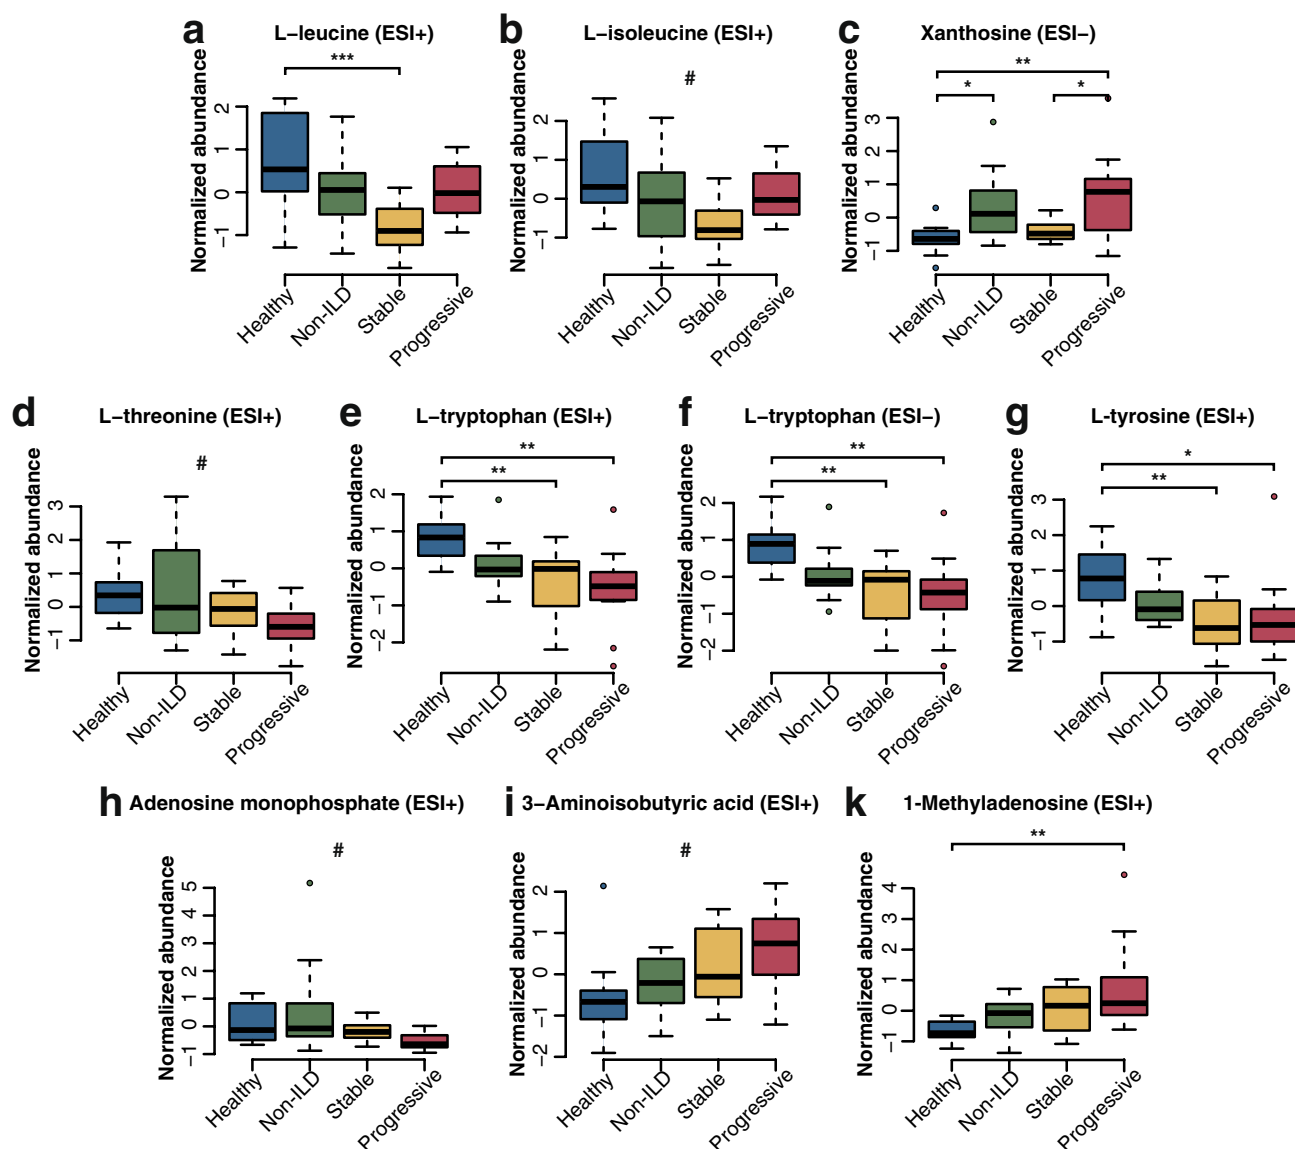 a L–leucine (ESI+)
***
Normalized abundance
2
1
0
−1
Healthy
Non-ILD
Stable
Progressive
b L–isoleucine (ESI+)
#
Normalized abundance
2
1
0
−1
Healthy
Non-ILD
Stable
Progressive
c Xanthosine (ESI–)
**
* *
Normalized abundance
3
2
1
0
−1
Healthy
Non-ILD
Stable
Progressive
d L–threonine (ESI+)
#
Normalized abundance
3
2
1
0
−1
Healthy
Non-ILD
Stable
Progressive
e L–tryptophan (ESI+)
**
**
Normalized abundance
2
1
0
−1
−2
Healthy
Non-ILD
Stable
Progressive
f L–tryptophan (ESI–)
**
**
Normalized abundance
2
1
0
−1
−2
Healthy
Non-ILD
Stable
Progressive
g L-tyrosine (ESI+)
*
**
Normalized abundance
3
2
1
0
−1
Healthy
Non-ILD
Stable
Progressive
h Adenosine monophosphate (ESI+)
#
Normalized abundance
5
4
3
2
1
0
−1
Healthy
Non-ILD
Stable
Progressive
i 3–Aminoisobutyric acid (ESI+)
#
Normalized abundance
2
1
0
−1
−2
Healthy
Non-ILD
Stable
Progressive
k 1-Methyladenosine (ESI+)
**
Normalized abundance
4
3
2
1
0
−1
Healthy
Non-ILD
Stable
Progressive